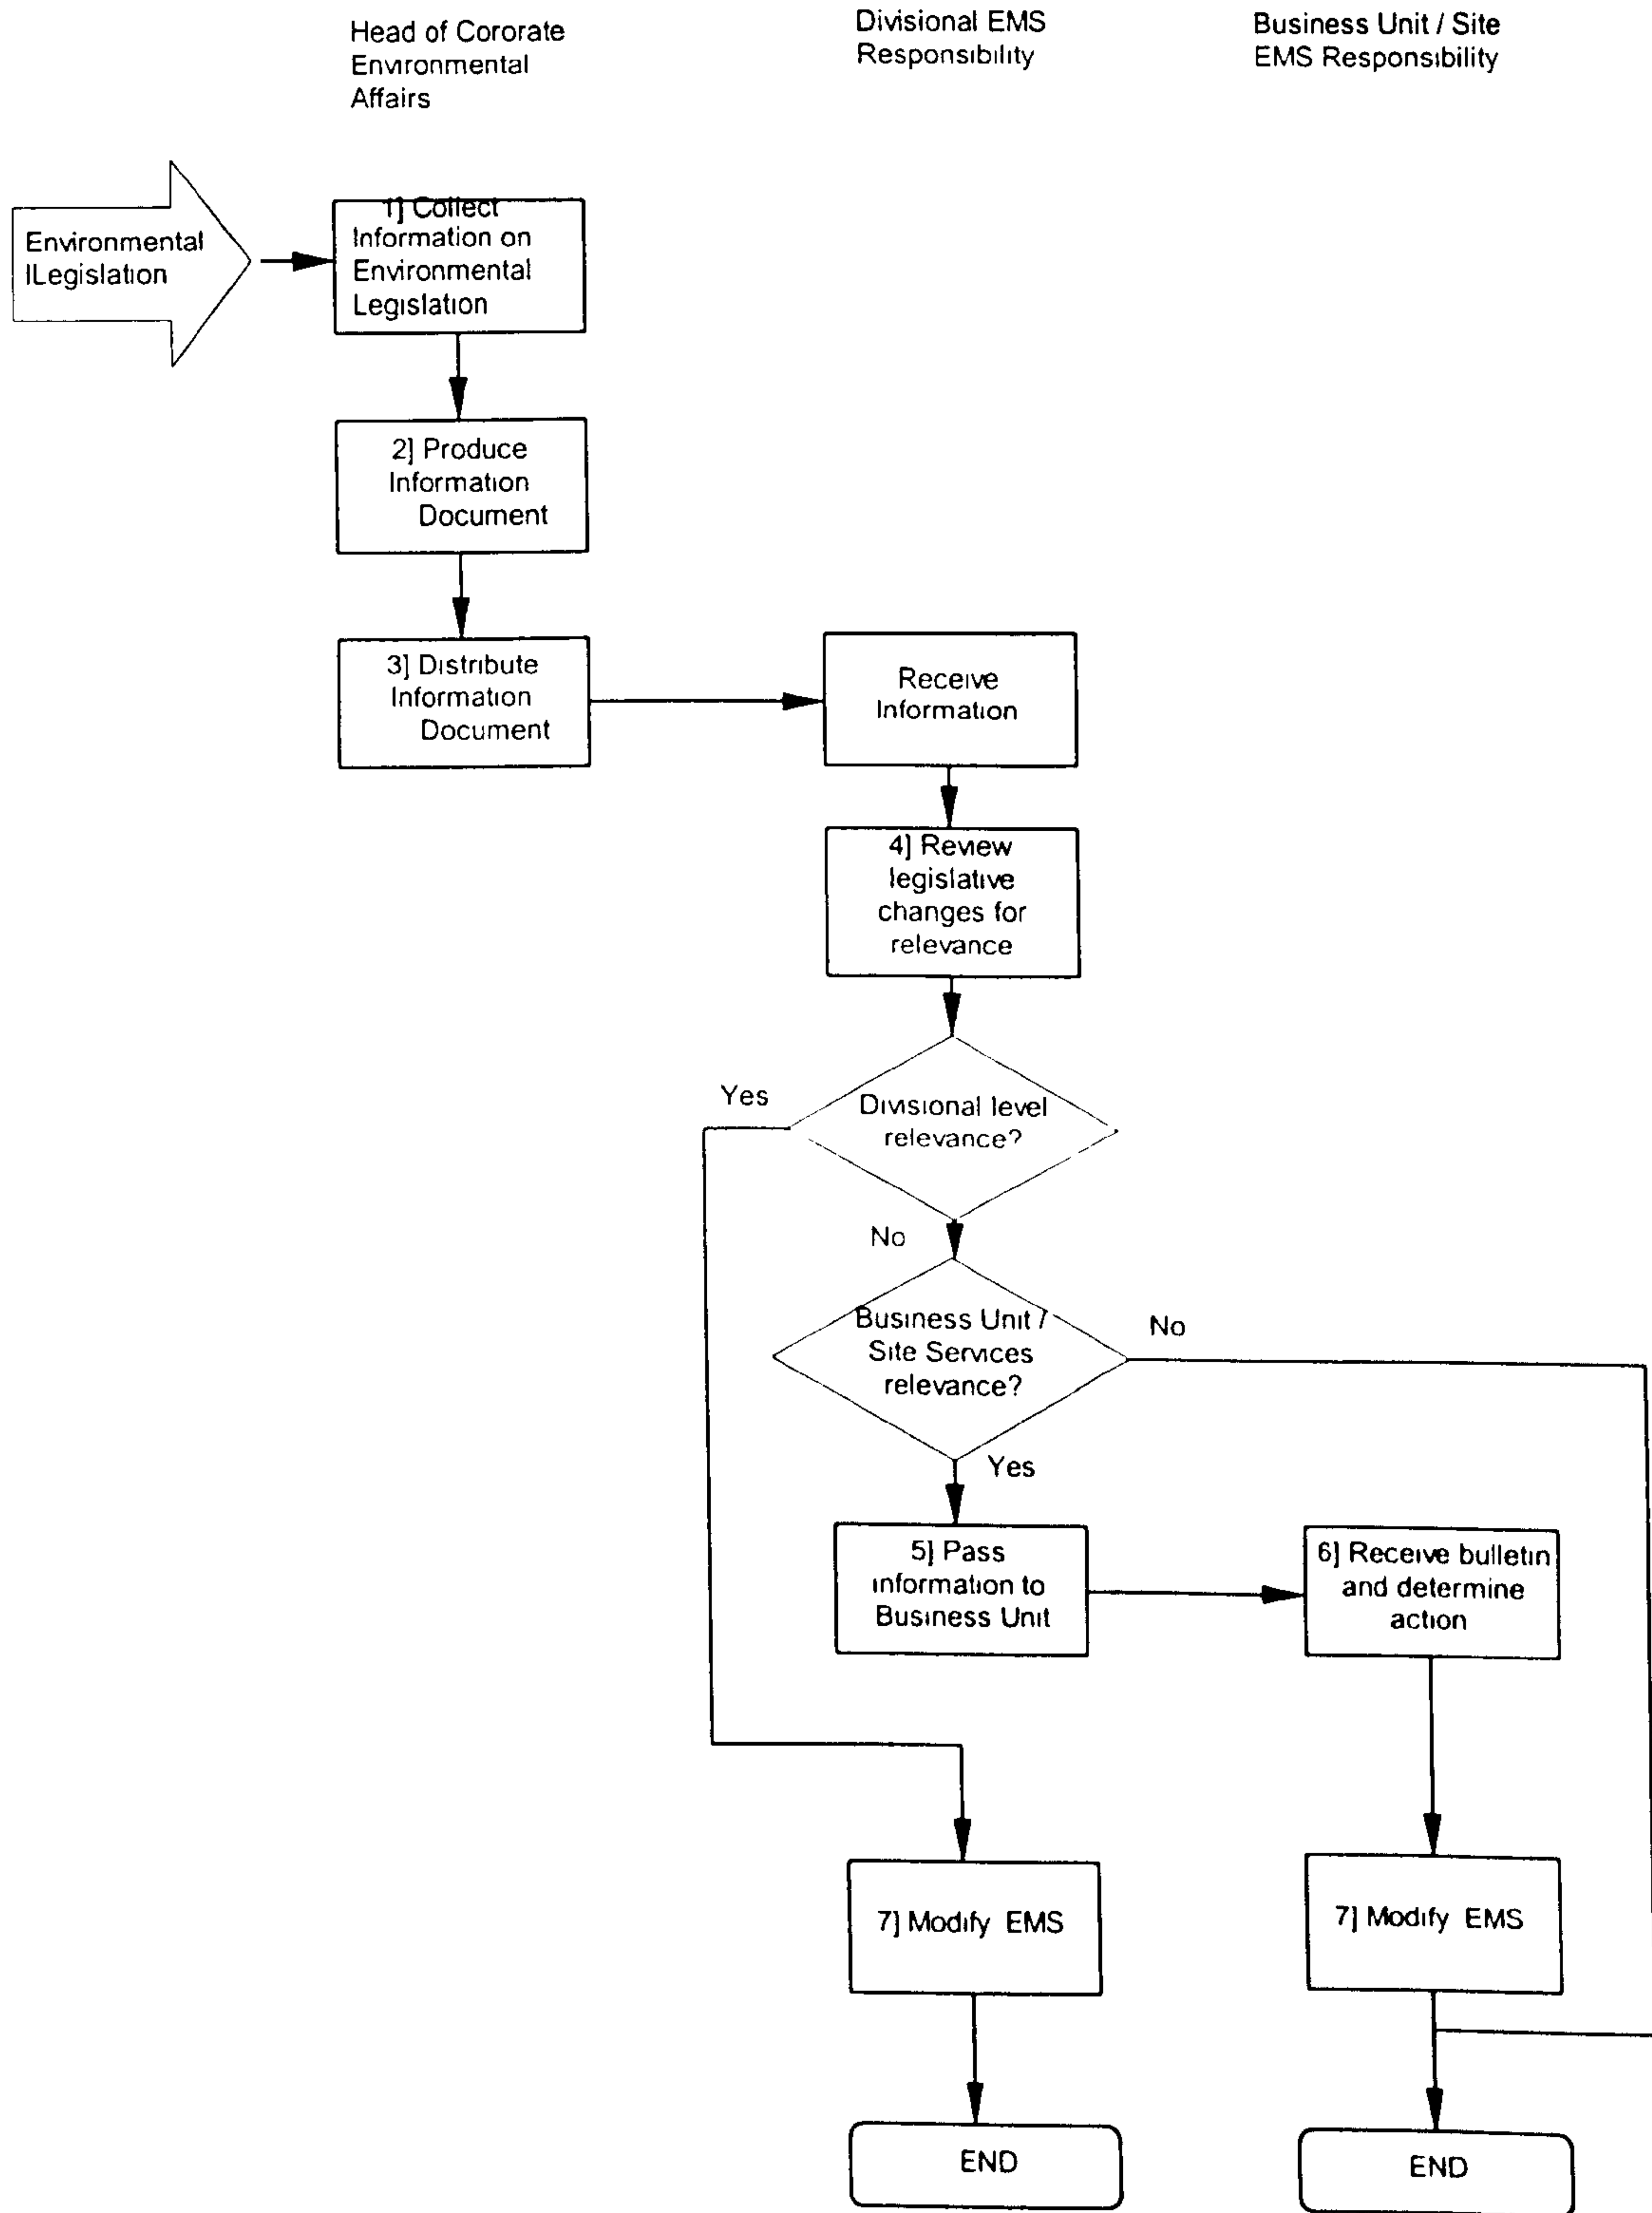 Head of Cororate
Environmental
Affairs
Divisional EMS
Responsibility
Business Unit / Site
EMS Responsibility
Environmental
lLegislation
1] Collect
Information on
Environmental
Legislation
2] Produce
Information
Document
3] Distribute
Information
Document
Receive
Information
4] Review
legislative
changes for
relevance
Yes
Divisional level
relevance?
No
Business Unit /
Site Services
relevance?
No
Yes
5] Pass
information to
Business Unit
6] Receive bulletin
and determine
action
7] Modify EMS
7] Modify EMS
END
END